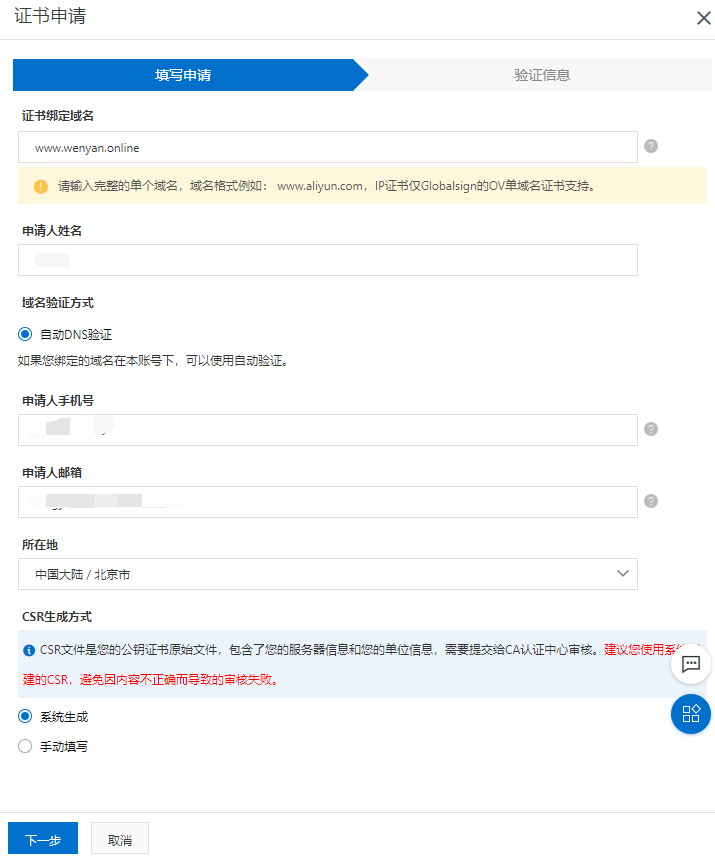 证书申请
填写申请
验证信息
证书绑定域名
www.wenyan.online
请输入完整的单个域名，域名格式例如： www.aliyun.com，IP证书仅Globalsign的OV单域名证书支持。
申请人姓名
域名验证方式
自动DNS验证
如果您绑定的域名在本账号下，可以使用自动验证。
申请人手机号
申请人邮箱
所在地
中国大陆 / 北京市
CSR生成方式
CSR文件是您的公钥证书原始文件，包含了您的服务器信息和您的单位信息，需要提交给CA认证中心审核。建议您使用系统
建的CSR，避免因内容不正确而导致的审核失败。
系统生成
手动填写
下一步
取消